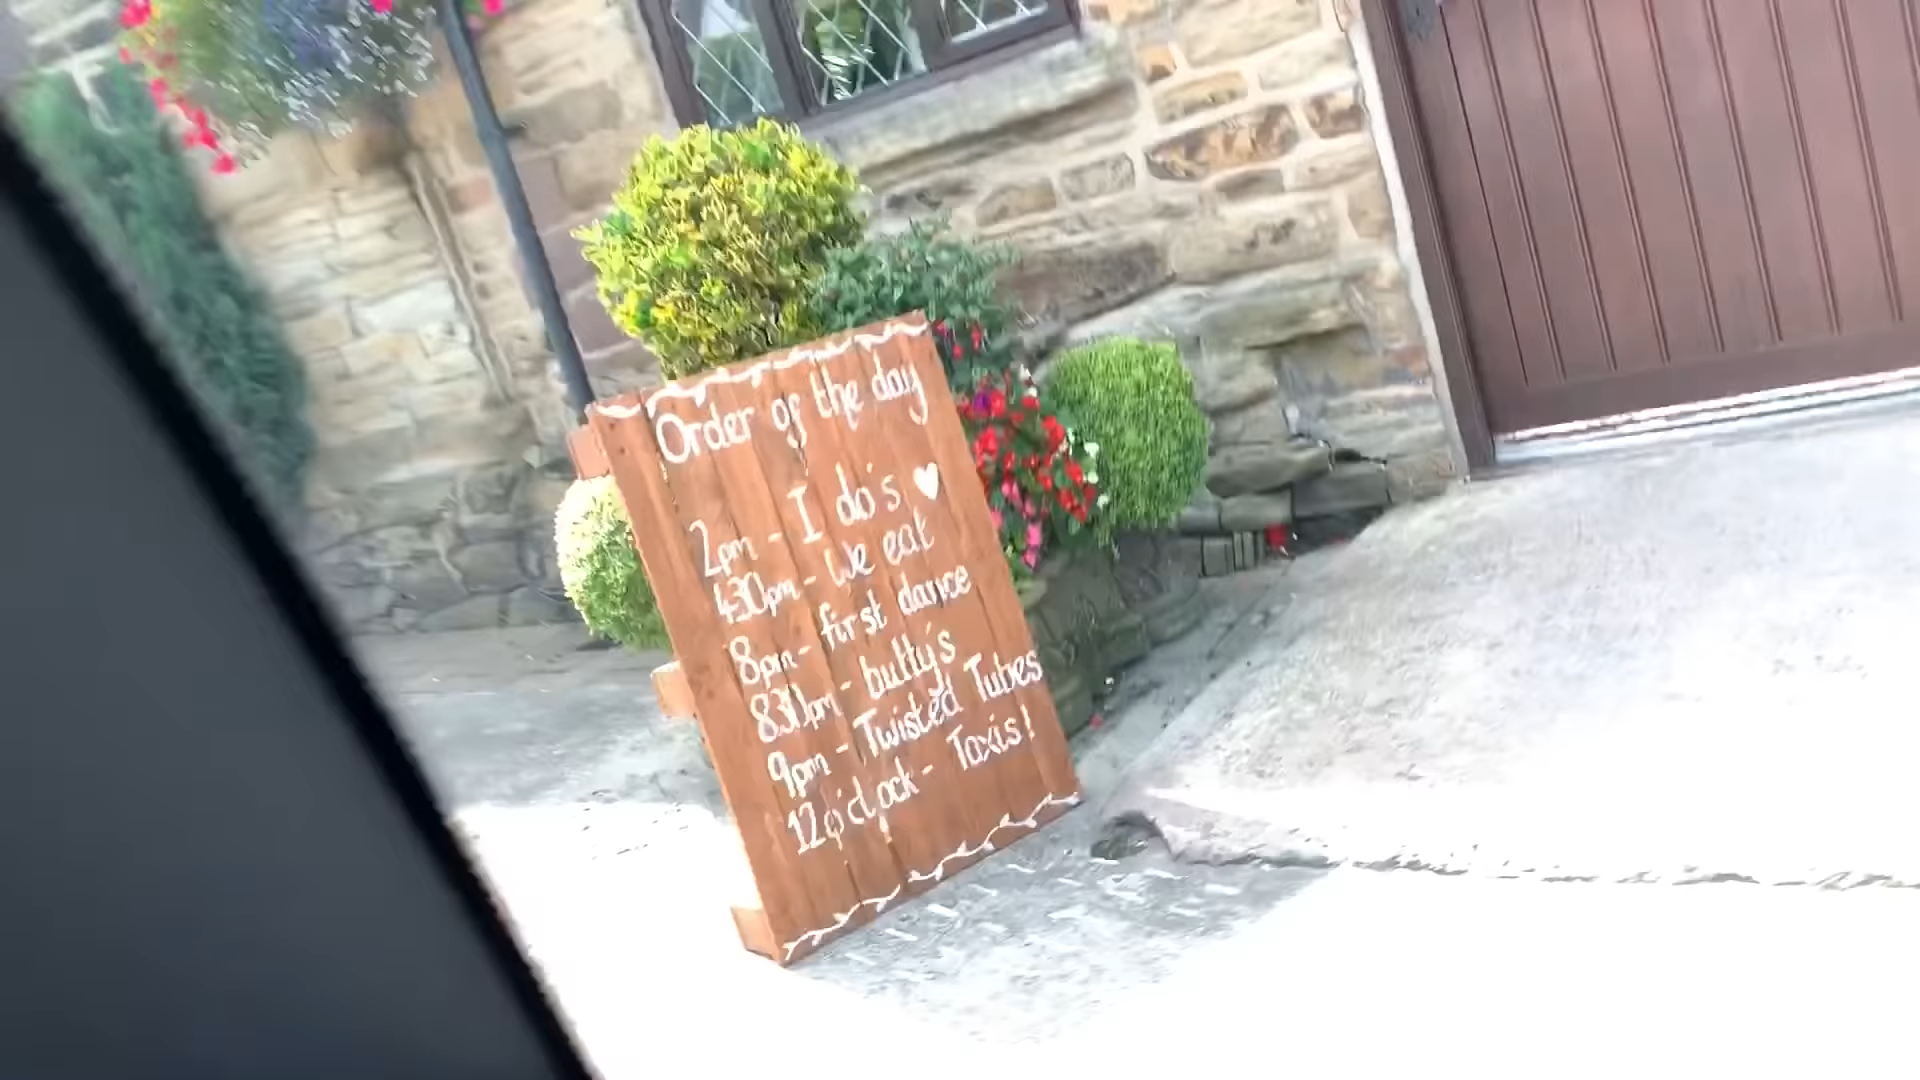 Order of the day
2pm - I do's ♥
4:30pm - We eat
8pm - first dance
8:30pm - butty's
9pm - Twisted Tubes
12 o'clock - Taxis!